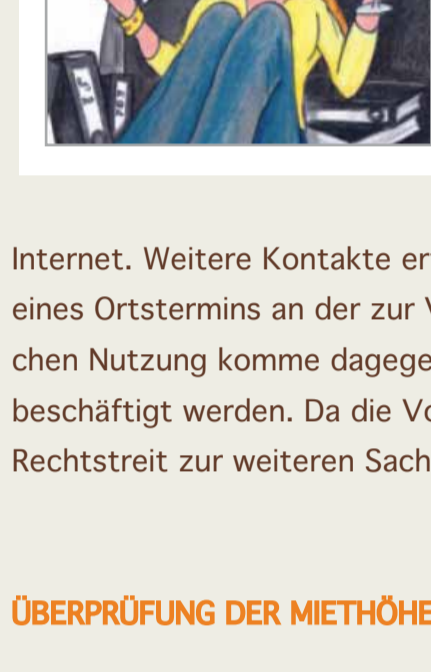 Internet. Weitere Kontakte er
eines Ortstermins an der zur V
chen Nutzung komme dagege
beschäftigt werden. Da die Vo
Rechtstreit zur weiteren Sach
ÜBERPRÜFUNG DER MIETHÖHE